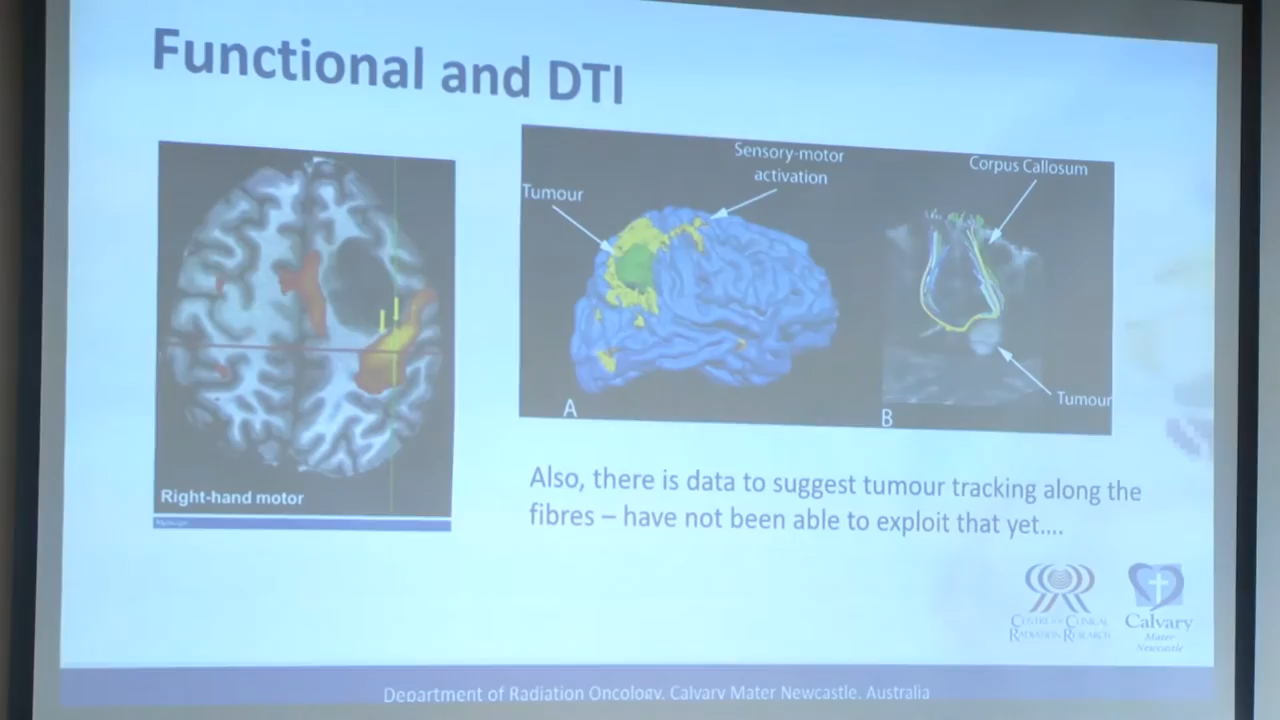 Functional and DTI
Right-hand motor
Tumour
Sensory-motor
activation
A
Corpus Callosum
Tumour
B
Also, there is data to suggest tumour tracking along the
fibres – have not been able to exploit that yet....
CENTRE FOR CLINICAL
RADIATION RESEARCH
Calvary
Mater
Newcastle
Department of Radiation Oncology, Calvary Mater Newcastle, Australia